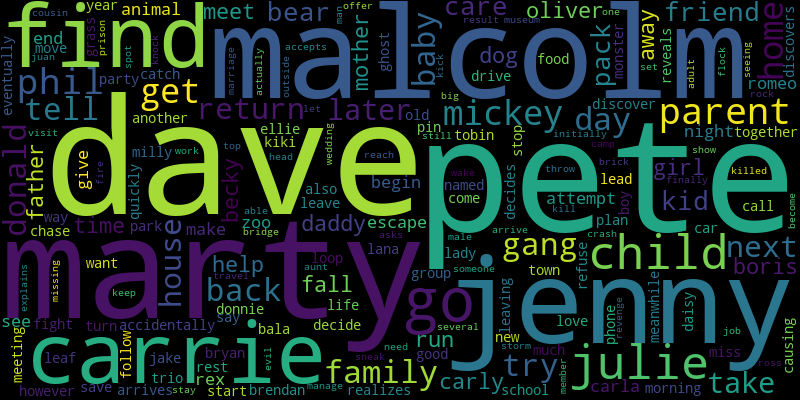 cousin
year
animal
meet
bear
care
oliver
one
friend
find
malcolm
home
end
move
grass
prison
spot
knock
juan
marriage
man
offer
result
museum
accepts
ghost
mother
baby
dog
pack
monster
away
reveals
seeing
adult
flock
discovers
eventually
phil
party
catch
get
actually
outside
kick
drive
food
set
romeo
rock
tell
return
later
old
mickey
day
discover
parent
another
let
big
night
together
donald
father
visit
give
fire
milly
work
quickly
top
becky
ellie
kiki
head
wedding
dave
reach
pin
still
tobin
stop
initially
camp
brick
show
pete
girl
killed
also
leave
able
begin
wake
named
come
decides
throw
kill
attempt
lead
boy
kid
finally
call
become
way
chase
time
park
make
zoo
bridge
daddy
escape
male
arrive
plan
crash
car
gang
child
next
marty
house
want
explains
missing
keep
help
travel
asks
aunt
loop
lana
lady
group
someone
leaving
town
refuse
phone
revenge
meanwhile
boris
see
back
fall
go
jenny
love
daisy
job
causing
fight
turn
accidentally
donnie
say
bala
life
decide
several
storm
new
miss
cross
meeting
carrie
follow
leaf
jake
trio
bryan
rest
rex
evil
family
need
run
good
try
much
member
julie
however
save
arrives
stay
start
brendan
sneak
manage
realizes
carly
school
carla
morning
take